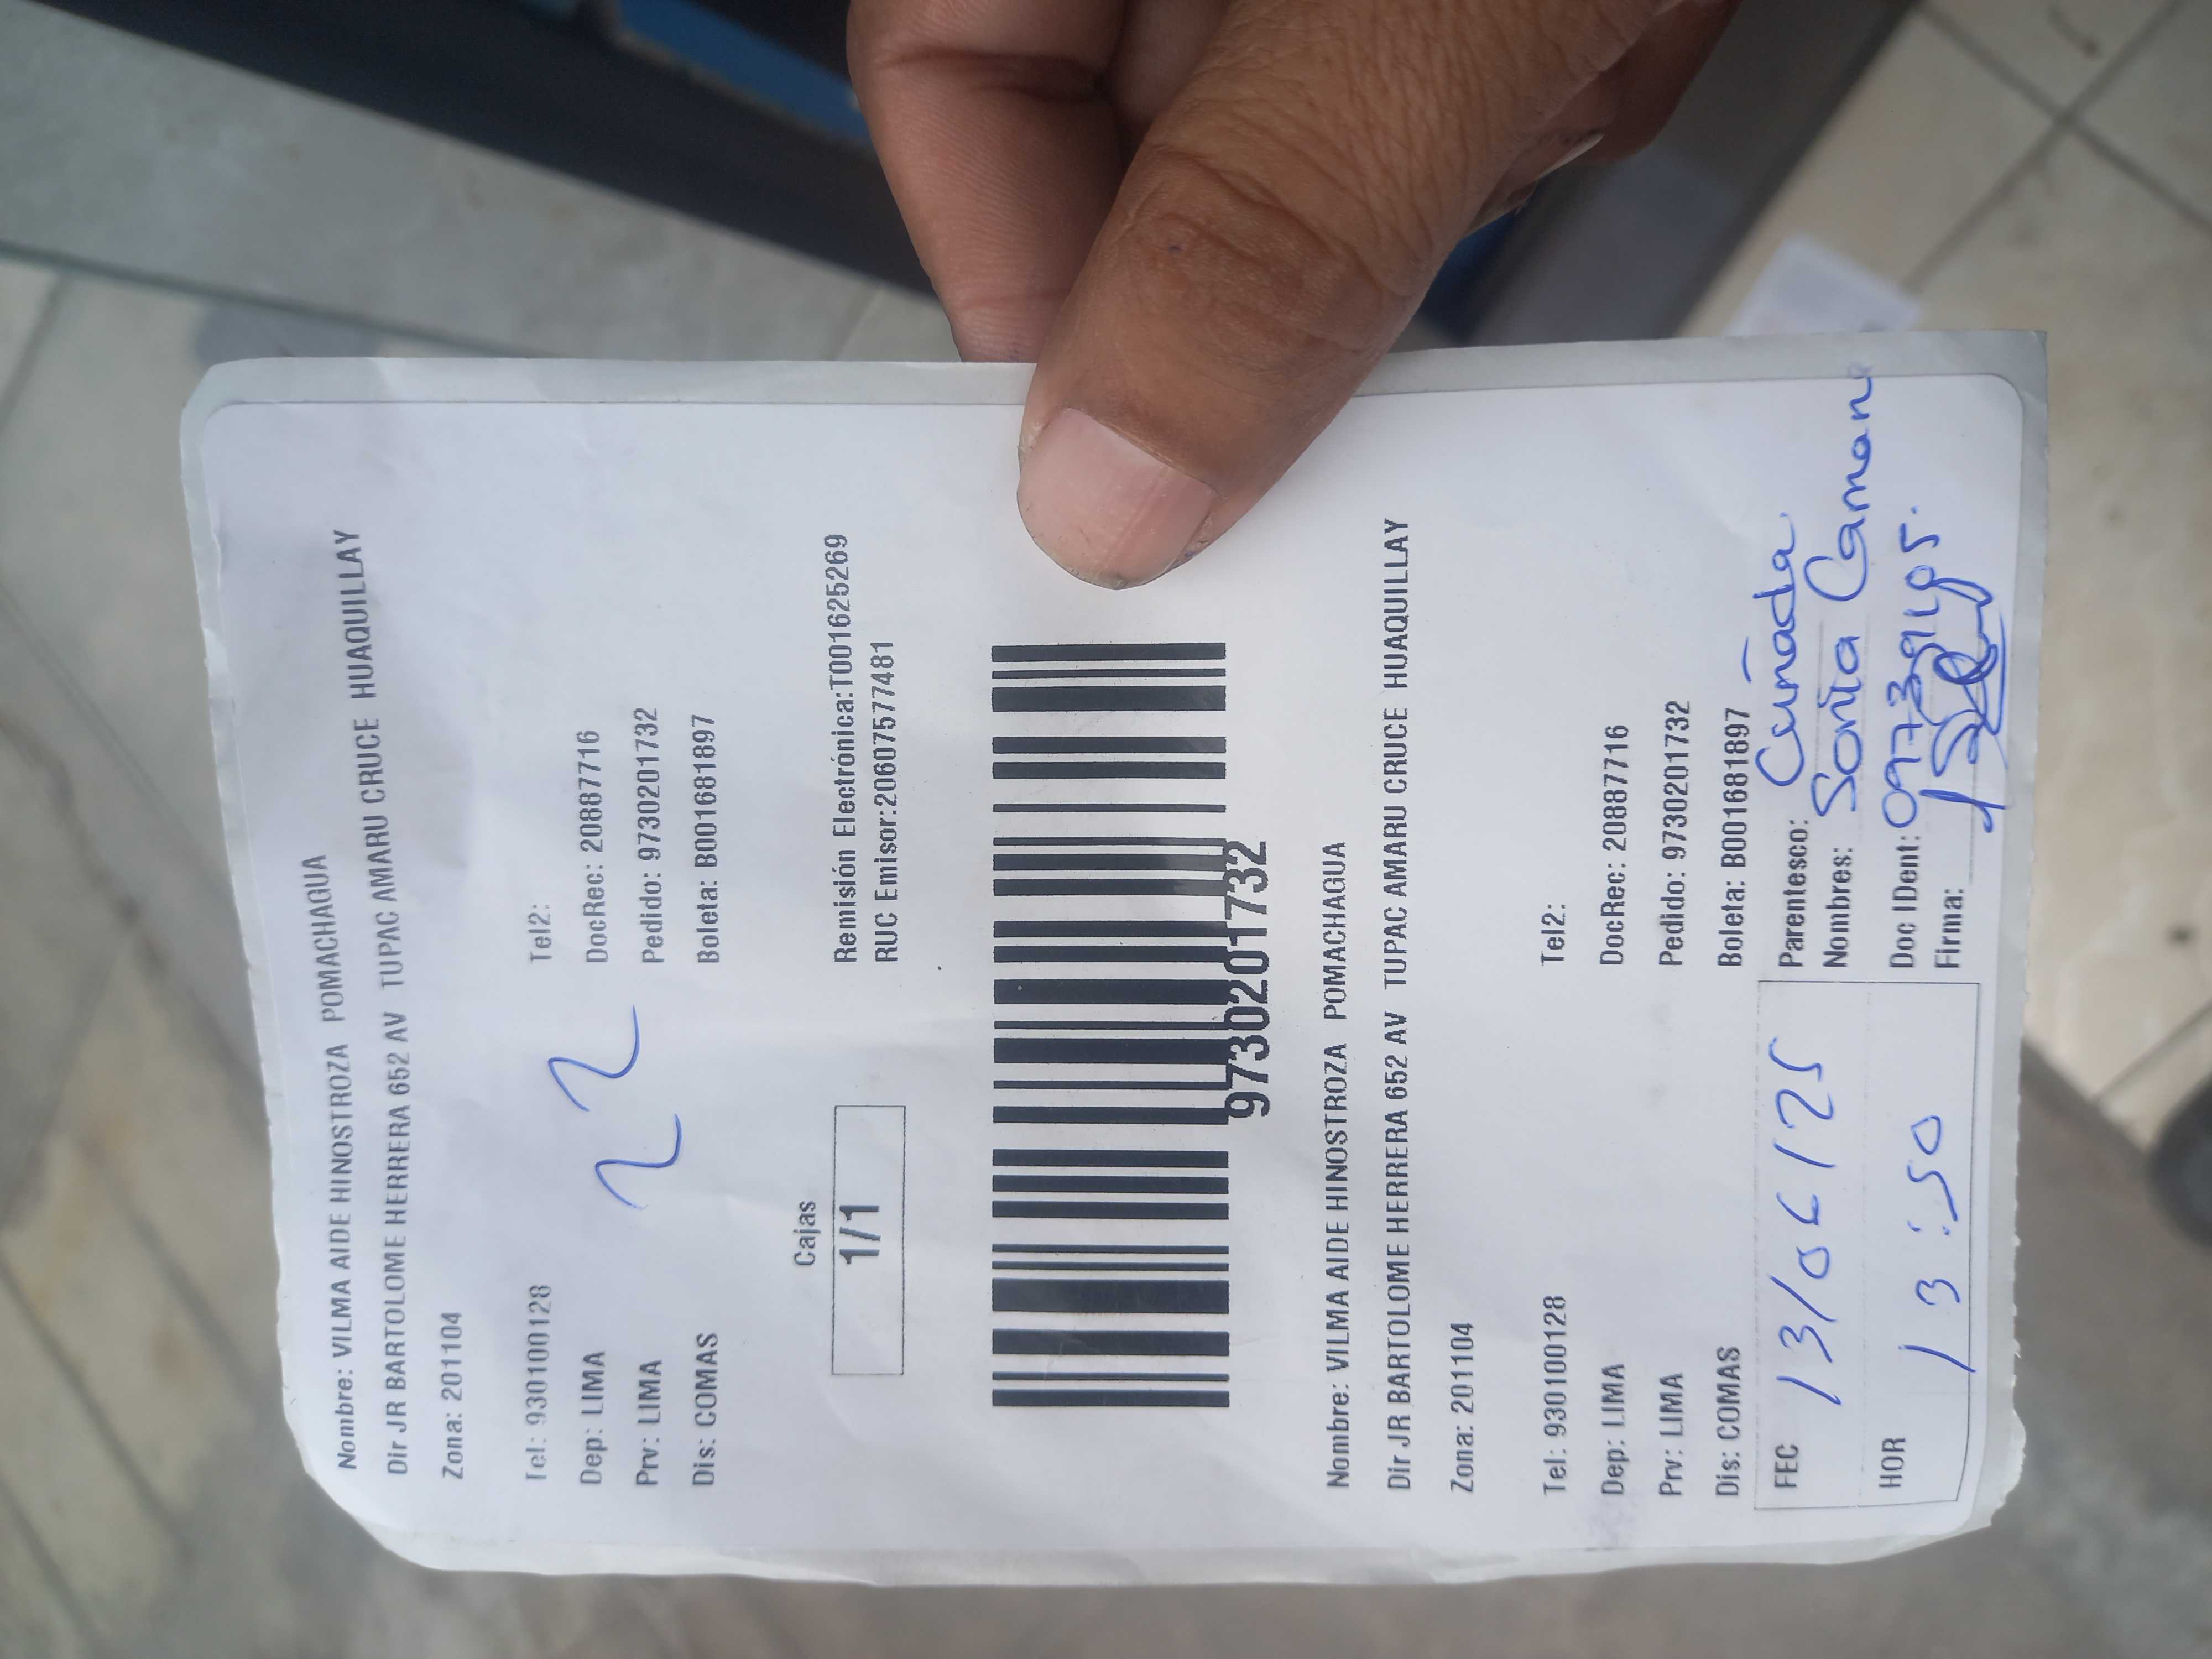 Nombre: VILMA AIDE HINOSTROZA POMACHAGUA
Dir JR BARTOLOME HERRERA 652 AV TUPAC AMARU CRUCE HUAQUILLAY
Zona: 201104
Tel: 930100128 Tel2:
Dep: LIMA DocRec: 20887716
Prv: LIMA Pedido: 9730201732
Dis: COMAS Boleta: B001681897
Cajas
1/1
Remisión Electrónica:T001625269
RUC Emisor:20607577481
9730201732
Nombre: VILMA AIDE HINOSTROZA POMACHAGUA
Dir JR BARTOLOME HERRERA 652 AV TUPAC AMARU CRUCE HUAQUILLAY
Zona: 201104
Tel: 930100128 Tel2:
Dep: LIMA DocRec: 20887716
Prv: LIMA Pedido: 9730201732
Dis: COMAS Boleta: B001681897
FEC 13/06/25
HOR 13:50
Parentesco: Cuñada
Nombres: Sonia
Doc IDent:
Firma: